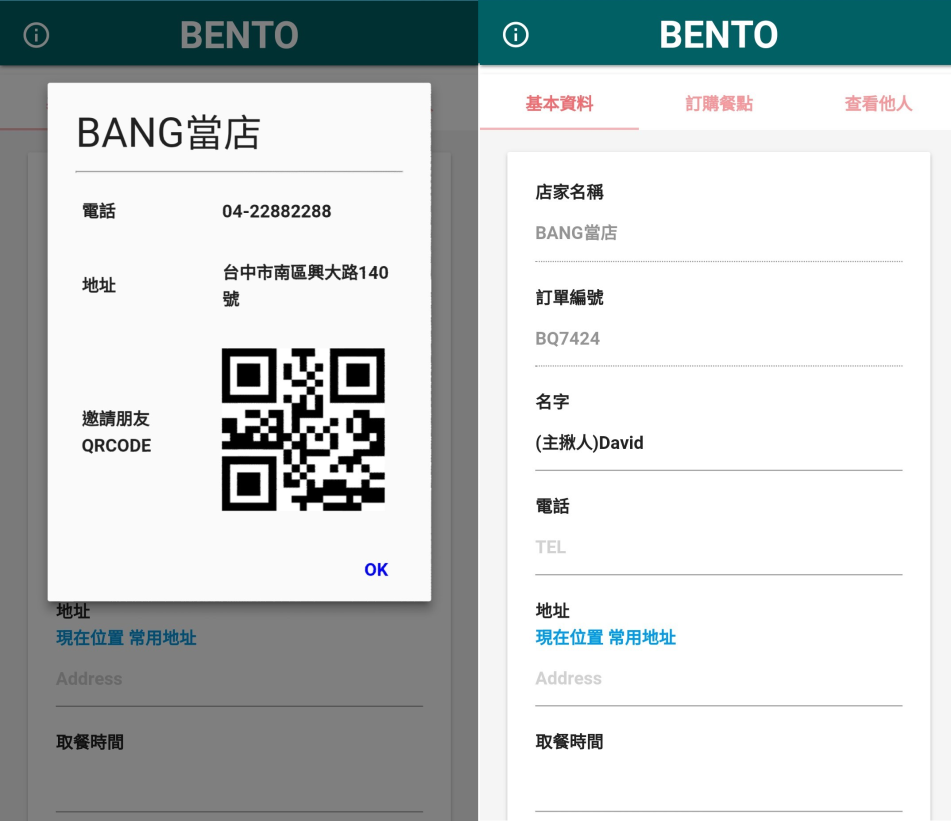 BENTO
BANG當店
電話
04-22882288
地址
台中市南區興大路140
號
邀請朋友
QRCODE
OK
地址
現在位置 常用地址
Address
取餐時間
BENTO
基本資料
訂購餐點
查看他人
店家名稱
BANG當店
訂單編號
BQ7424
名字
(主揪人)David
電話
TEL
地址
現在位置 常用地址
Address
取餐時間